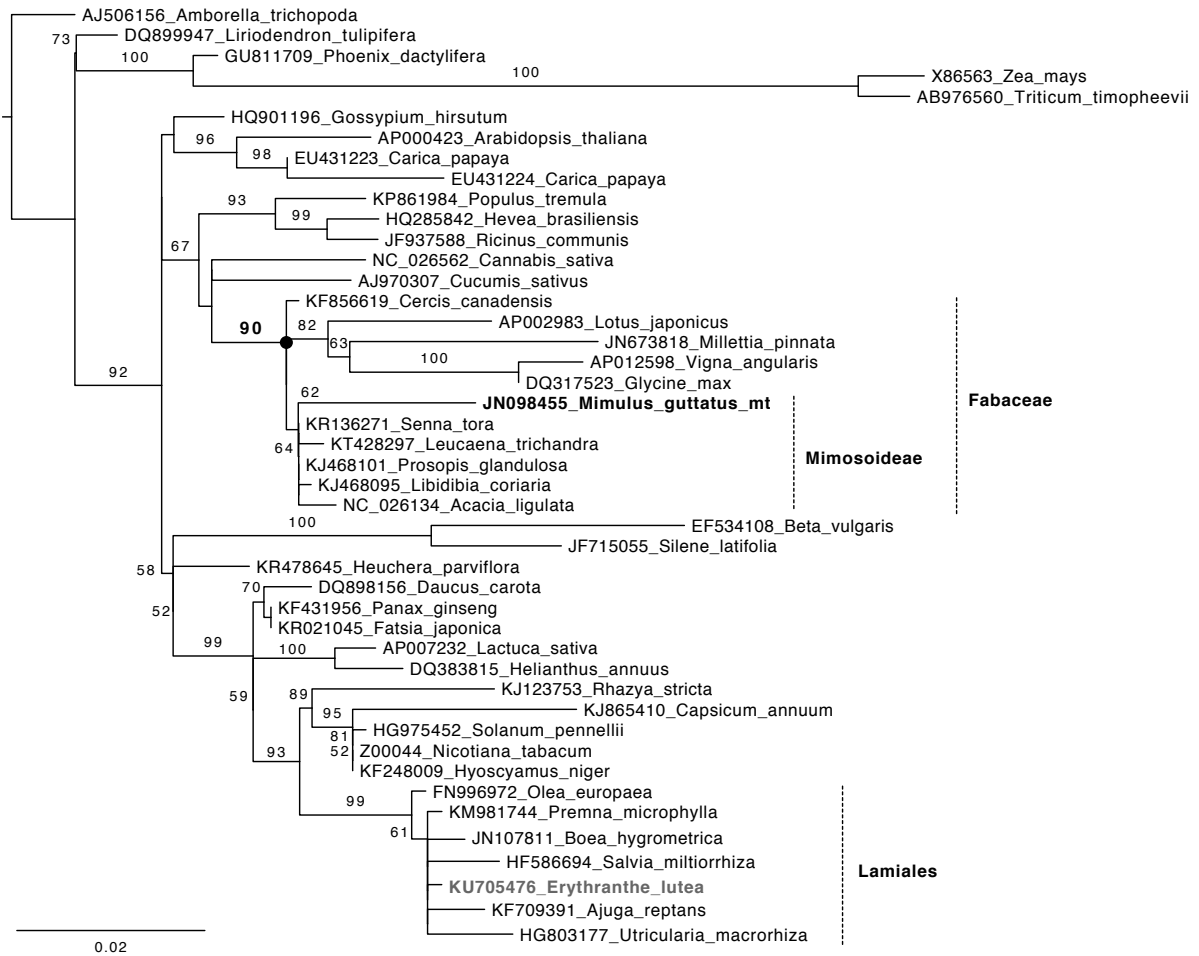 AJ506156_Amborella_trichopoda
73
DQ899947_Liriodendron_tulipifera
100
GU811709_Phoenix_dactylifera
100
X86563_Zea_mays
AB976560_Triticum_timopheevii
HQ901196_Gossypium_hirsutum
96
AP000423_Arabidopsis_thaliana
98
EU431223_Carica_papaya
EU431224_Carica_papaya
93
KP861984_Populus_tremula
99
HQ285842_Hevea_brasiliensis
67
JF937588_Ricinus_communis
NC_026562_Cannabis_sativa
AJ970307_Cucumis_sativus
KF856619_Cercis_canadensis
90
82
AP002983_Lotus_japonicus
63
JN673818_Millettia_pinnata
100
AP012598_Vigna_angularis
92
DQ317523_Glycine_max
62
JN098455_Mimulus_guttatus_mt
Fabaceae
KR136271_Senna_tora
64
KT428297_Leucaena_trichandra
Mimosoideae
KJ468101_Prosopis_glandulosa
KJ468095_Libidibia_coriaria
NC_026134_Acacia_ligulata
100
EF534108_Beta_vulgaris
JF715055_Silene_latifolia
58
KR478645_Heuchera_parviflora
70
DQ898156_Daucus_carota
52
KF431956_Panax_ginseng
KR021045_Fatsia_japonica
99
100
AP007232_Lactuca_sativa
DQ383815_Helianthus_annuus
59
89
KJ123753_Rhazya_stricta
95
KJ865410_Capsicum_annuum
81
HG975452_Solanum_pennellii
93
52
Z00044_Nicotiana_tabacum
KF248009_Hyoscyamus_niger
99
FN996972_Olea_europaea
KM981744_Premna_microphylla
61
JN107811_Boea_hygrometrica
HF586694_Salvia_miltiorrhiza
Lamiales
KU705476_Erythranthe_lutea
KF709391_Ajuga_reptans
HG803177_Utricularia_macrorhiza
0.02